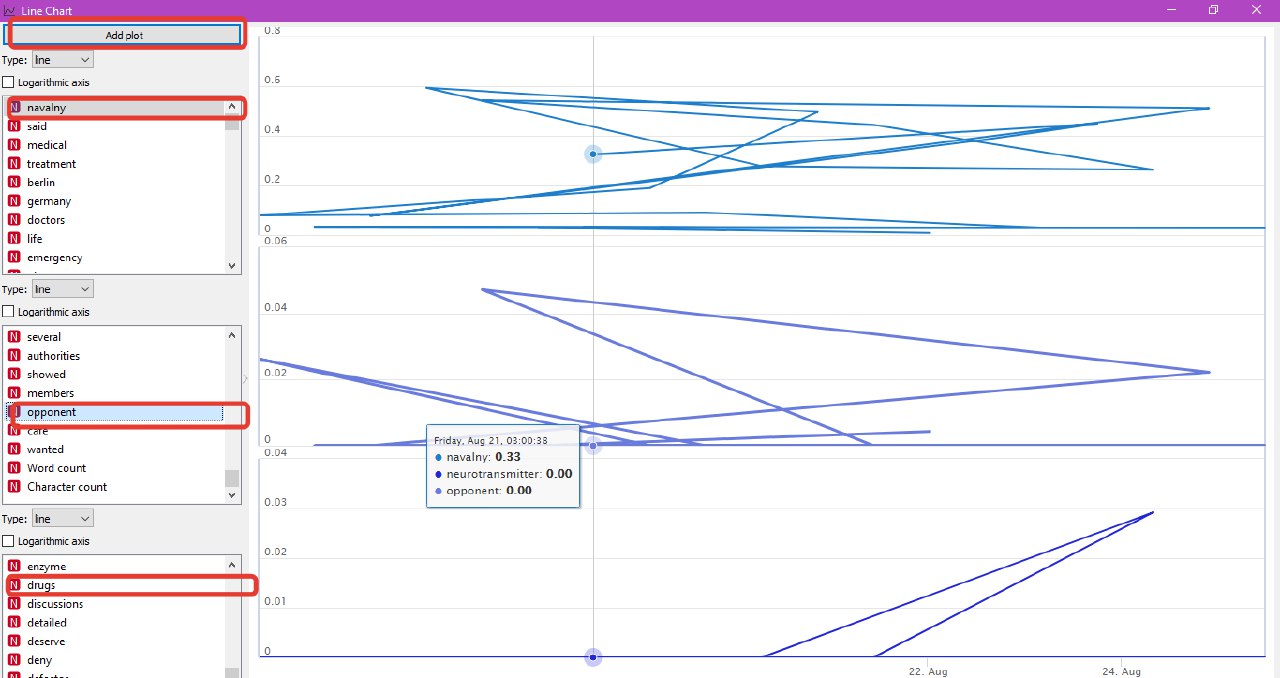 Line Chart
Add plot
Type: line
Logarithmic axis
N navalny
N said
N medical
N treatment
N berlin
N germany
N doctors
N life
N emergency
Type: line
Logarithmic axis
N several
N authorities
N showed
N members
N opponent
N care
N wanted
N Word count
N Character count
Type: line
Logarithmic axis
N enzyme
N drugs
N discussions
N detailed
N deserve
N deny
0.8
0.6
0.4
0.2
0
0.06
0.04
0.02
0
0.04
0.03
0.02
0.01
0
Friday, Aug 21, 03:00:38
navalny: 0.33
neurotransmitter: 0.00
opponent: 0.00
22. Aug
24. Aug